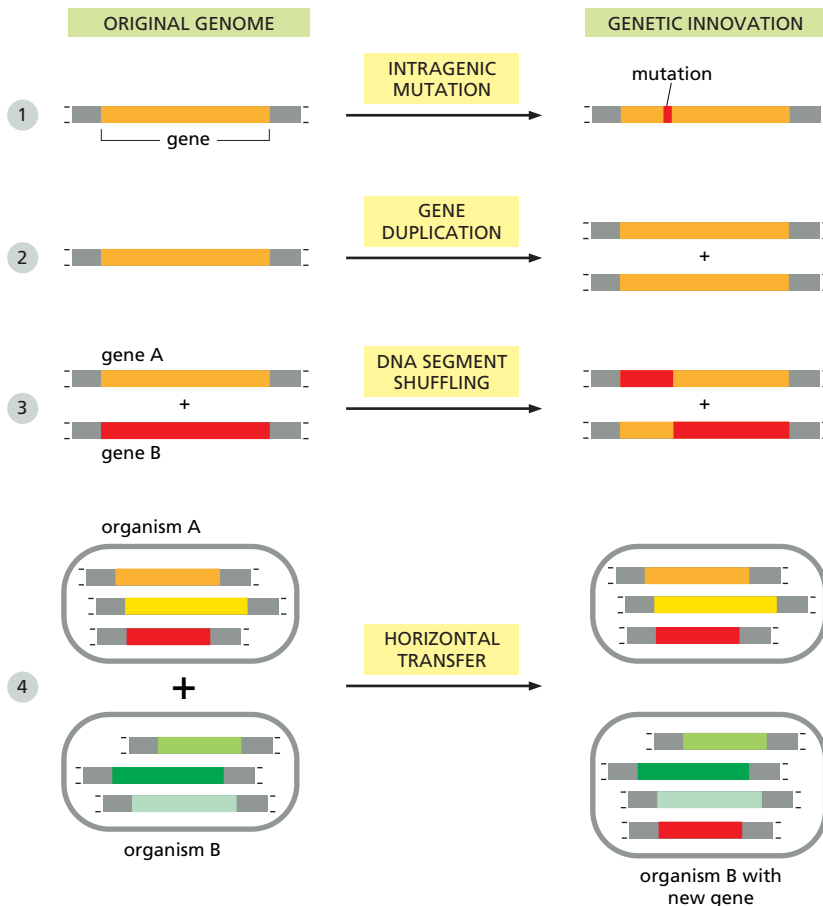 ORIGINAL GENOME
GENETIC INNOVATION
1
gene
INTRAGENIC
MUTATION
mutation
2
GENE
DUPLICATION
+
3
gene A
+
gene B
DNA SEGMENT
SHUFFLING
+
4
organism A
+
organism B
HORIZONTAL
TRANSFER
organism B with
new gene